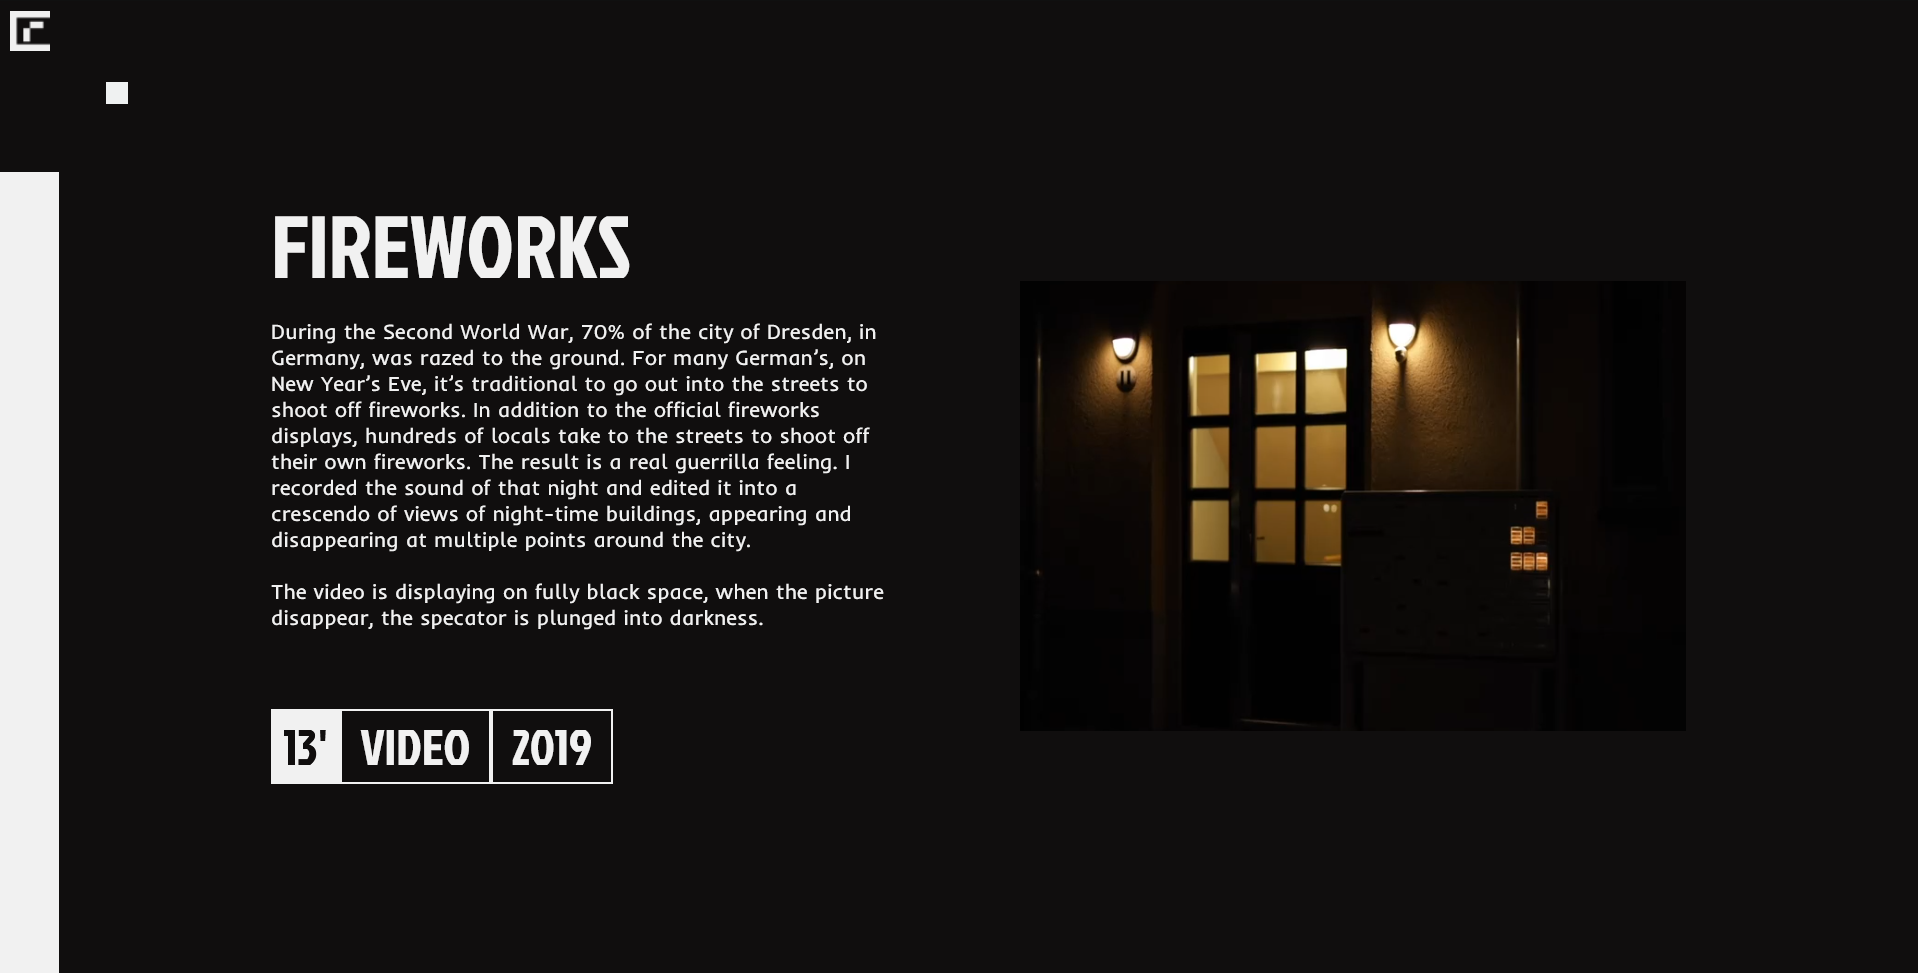 FIREWORKS
During the Second World War, 70% of the city of Dresden, in
Germany, was razed to the ground. For many German’s, on
New Year’s Eve, it’s traditional to go out into the streets to
shoot off fireworks. In addition to the official fireworks
displays, hundreds of locals take to the streets to shoot off
their own fireworks. The result is a real guerrilla feeling. I
recorded the sound of that night and edited it into a
crescendo of views of night-time buildings, appearing and
disappearing at multiple points around the city.
The video is displaying on fully black space, when the picture
disappear, the specator is plunged into darkness.
13' VIDEO 2019